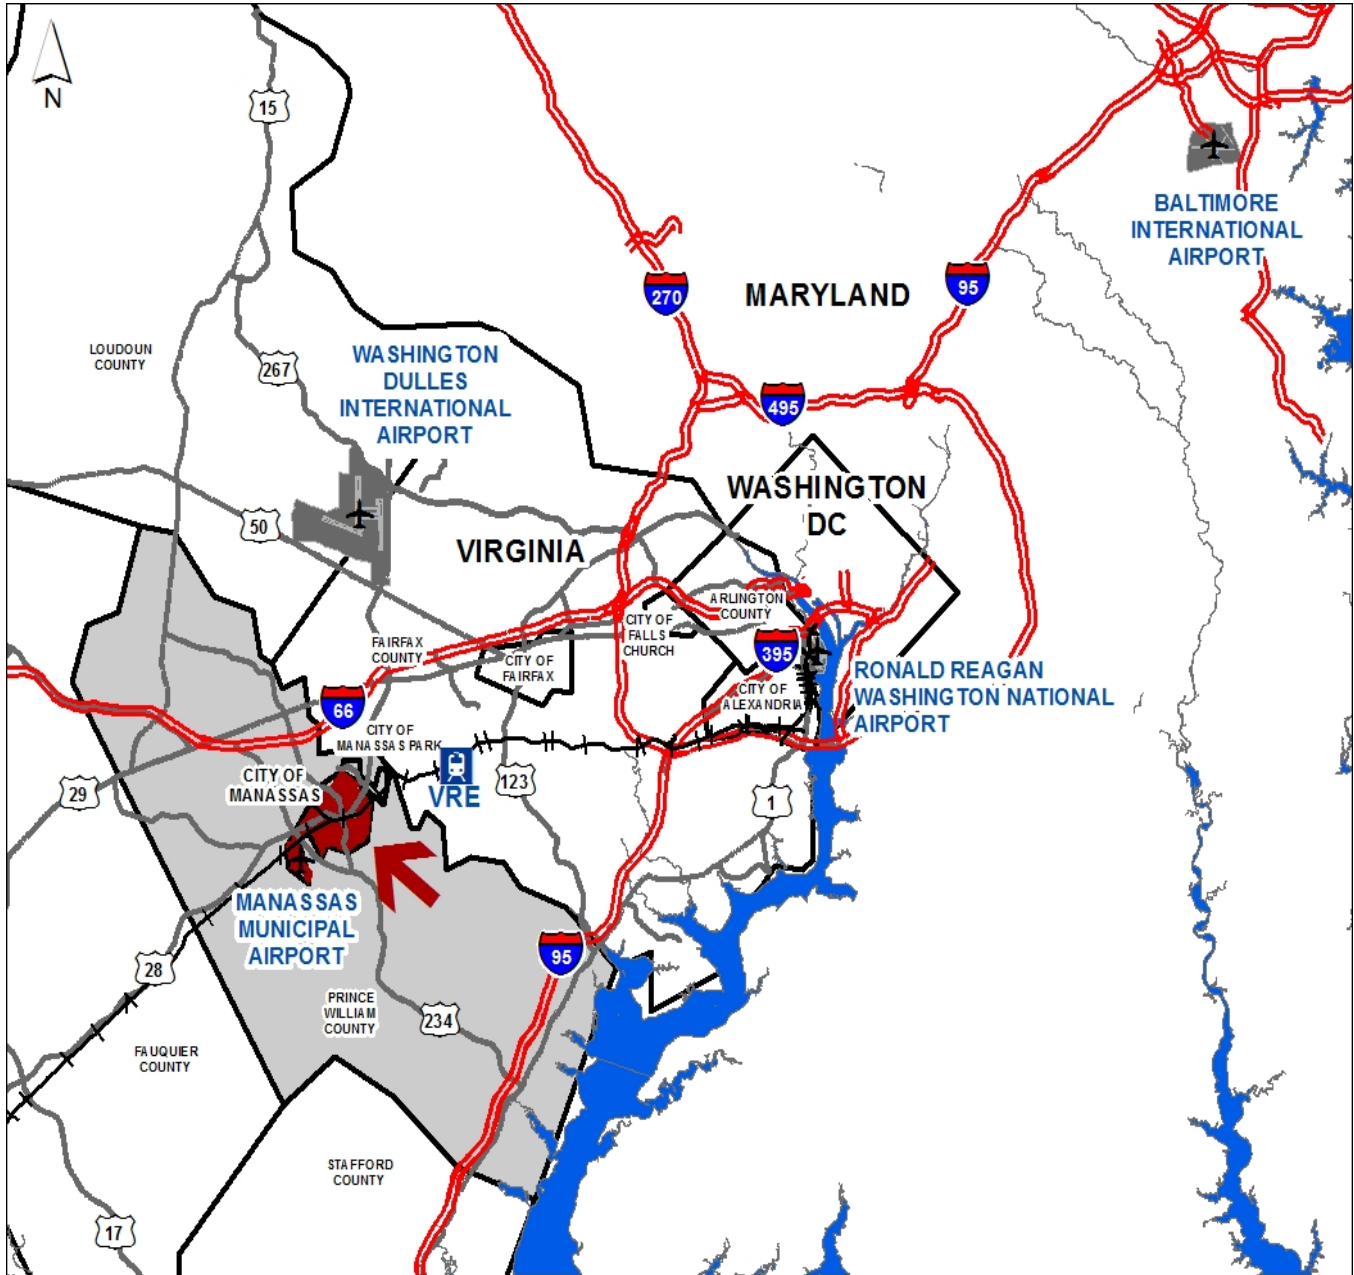 N
15
BALTIMORE
INTERNATIONAL
AIRPORT
270
MARYLAND
95
LOUDOUN
COUNTY
267
WASHINGTON
DULLES
INTERNATIONAL
AIRPORT
495
WASHINGTON
DC
50
VIRGINIA
ARLINGTON
COUNTY
CITY OF
FALLS
CHURCH
FAIRFAX
COUNTY
CITY OF
FAIRFAX
395
RONALD REAGAN
WASHINGTON NATIONAL
AIRPORT
CITY OF
ALEXANDRIA
66
CITY OF
MANASSAS PARK
CITY OF
MANASSAS
VRE
123
29
1
MANASSAS
MUNICIPAL
AIRPORT
95
28
PRINCE
WILLIAM
COUNTY
234
FAUQUIER
COUNTY
STAFFORD
COUNTY
17